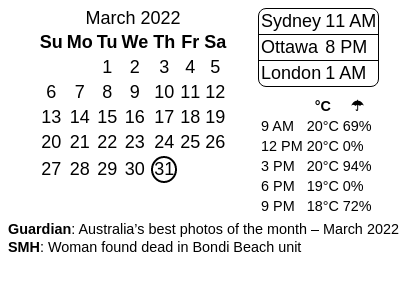 March 2022
Su Mo Tu We Th Fr Sa
1 2 3 4 5
6 7 8 9 10 11 12
13 14 15 16 17 18 19
20 21 22 23 24 25 26
27 28 29 30 31
Sydney 11 AM
Ottawa 8 PM
London 1 AM
°C ☂
9 AM 20°C 69%
12 PM 20°C 0%
3 PM 20°C 94%
6 PM 19°C 0%
9 PM 18°C 72%
Guardian: Australia’s best photos of the month – March 2022
SMH: Woman found dead in Bondi Beach unit